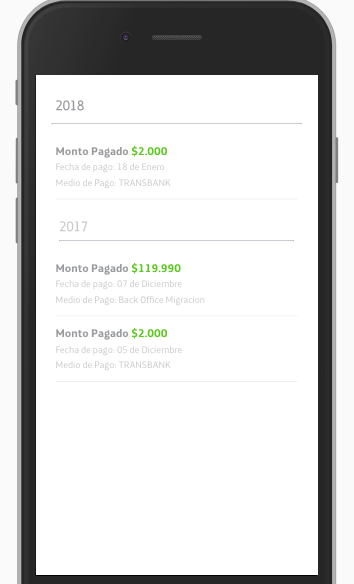 2018
Monto Pagado $2.000
Fecha de pago: 18 de Enero
Medio de Pago: TRANSBANK
2017
Monto Pagado $119.990
Fecha de pago: 07 de Diciembre
Medio de Pago: Back Office Migracion
Monto Pagado $2.000
Fecha de pago: 05 de Diciembre
Medio de Pago: TRANSBANK